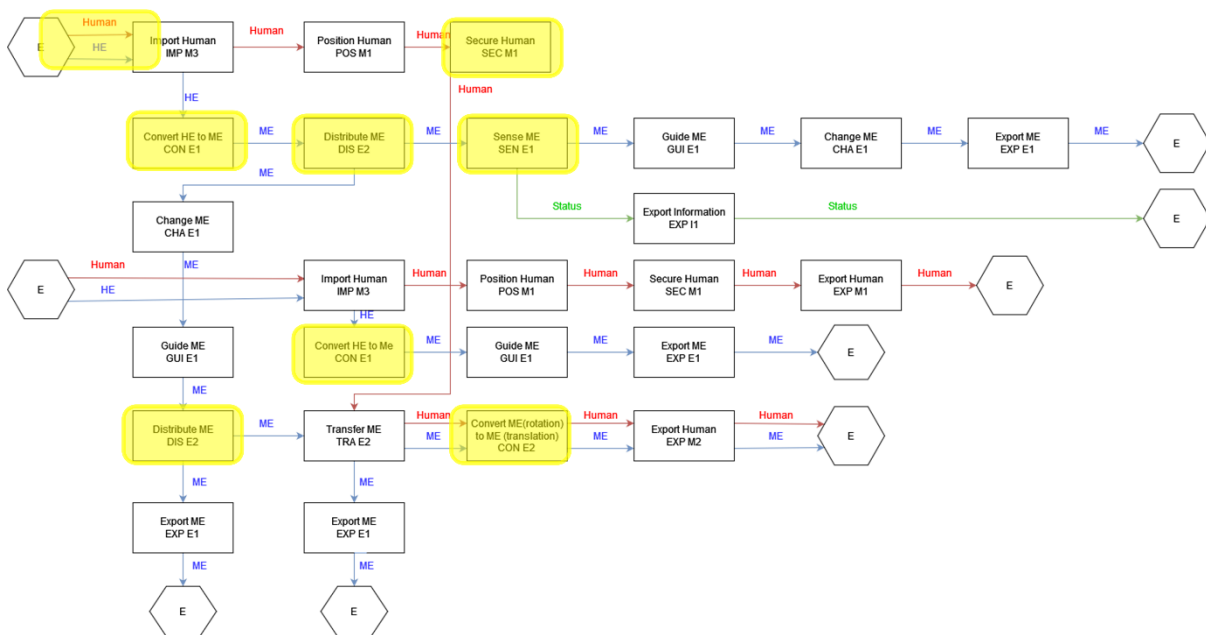 Human
Human
Human
E
HE
Import Human
IMP M3
Position Human
POS M1
Secure Human
SEC M1
HE
Human
Convert HE to ME
CON E1
ME
Distribute ME
DIS E2
ME
Sense ME
SEN E1
ME
Guide ME
GUI E1
ME
Change ME
CHA E1
ME
Export ME
EXP E1
ME
E
ME
Change ME
CHA E1
Status
Export Information
EXP I1
Status
E
Human
ME
E
HE
Import Human
IMP M3
Human
Position Human
POS M1
Human
Secure Human
SEC M1
Human
Export Human
EXP M1
Human
E
HE
Guide ME
GUI E1
Convert HE to Me
CON E1
ME
Guide ME
GUI E1
ME
Export ME
EXP E1
ME
E
ME
Distribute ME
DIS E2
ME
Transfer ME
TRA E2
Human
ME
Convert ME(rotation)
to ME (translation)
CON E2
Human
ME
Export Human
EXP M2
Human
ME
E
ME
ME
Export ME
EXP E1
Export ME
EXP E1
ME
ME
E
E